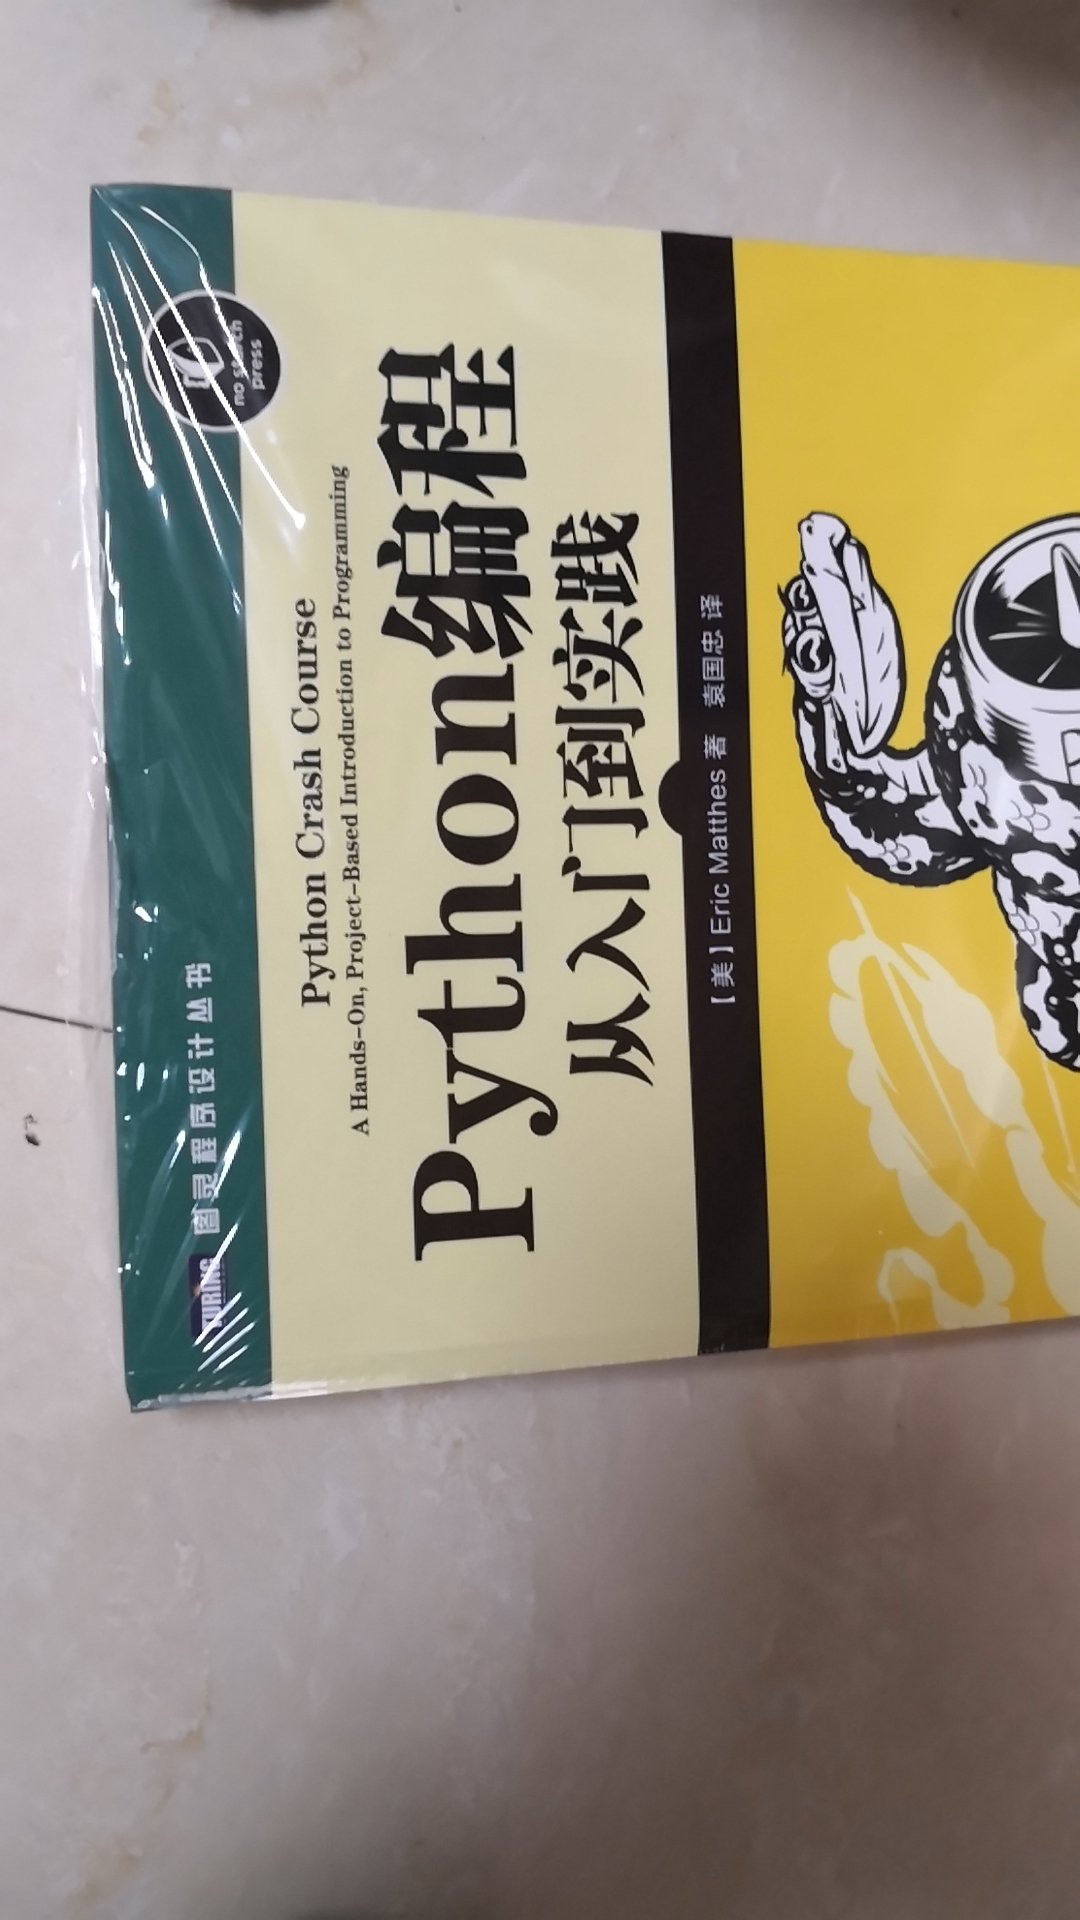 TURING 图灵程序设计丛书
no starch
press
Python Crash Course
A Hands-On, Project-Based Introduction to Programming
Python编程
从入门到实践
【美】Eric Matthes 著 袁国忠 译